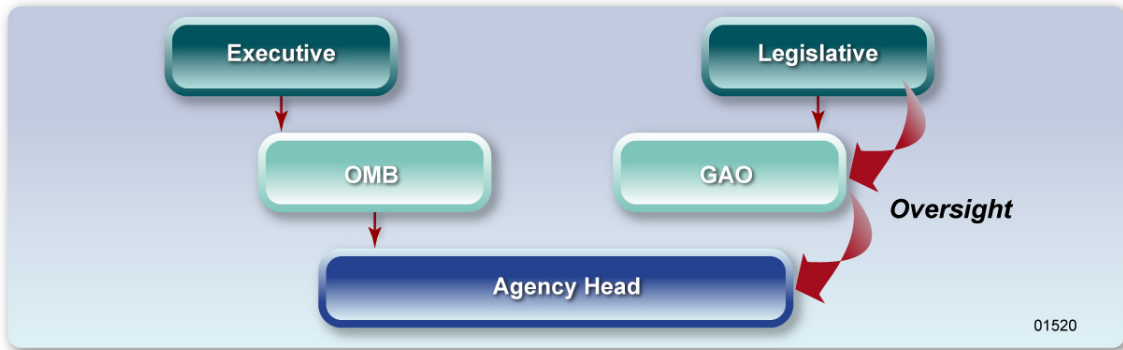 Executive
Legislative
OMB
GAO
Oversight
Agency Head
01520